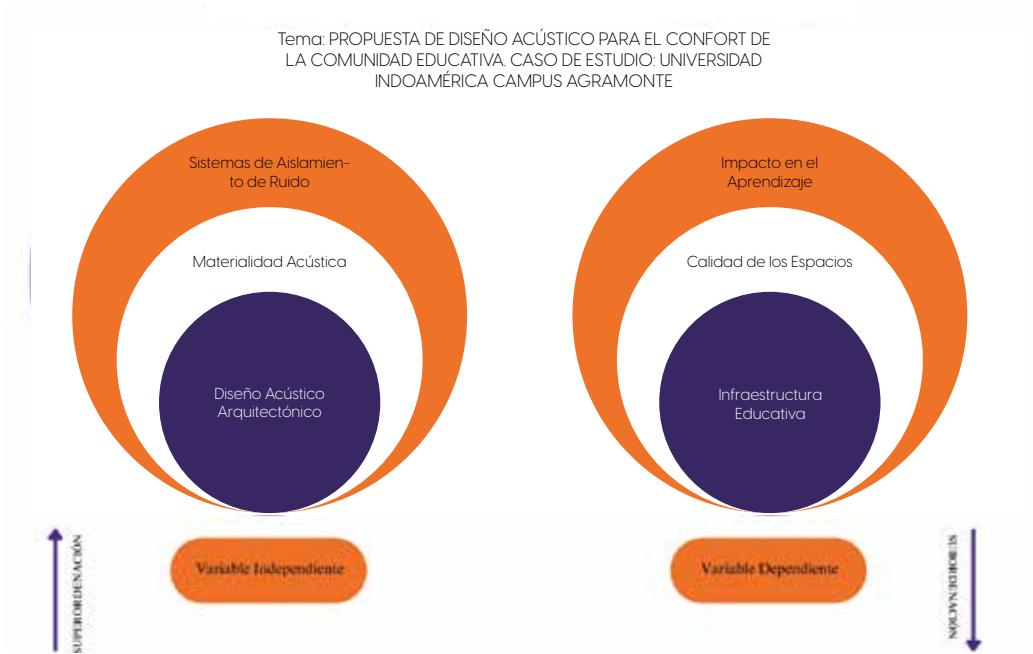 Tema: PROPUESTA DE DISEÑO ACÚSTICO PARA EL CONFORT DE
LA COMUNIDAD EDUCATIVA. CASO DE ESTUDIO: UNIVERSIDAD
INDOAMÉRICA CAMPUS AGRAMONTE
Sistemas de Aislamien-
to de Ruido
Materialidad Acústica
Diseño Acústico
Arquitectónico
Impacto en el
Aprendizaje
Calidad de los Espacios
Infraestructura
Educativa
SUPERORDENACIÓN
Variable Independiente
Variable Dependiente
SUBORDENACIÓN